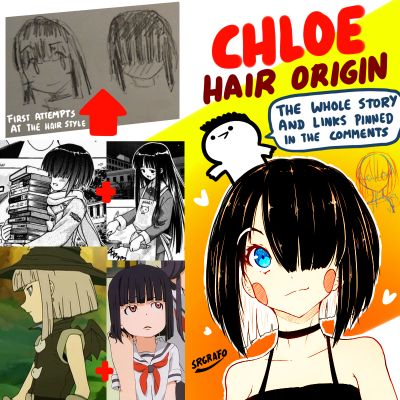 CHLOE
HAIR ORIGIN
THE WHOLE STORY
AND LINKS PINNED
IN THE COMMENTS
FIRST ATTEMPTS
AT THE HAIR STYLE
SRGRAFO